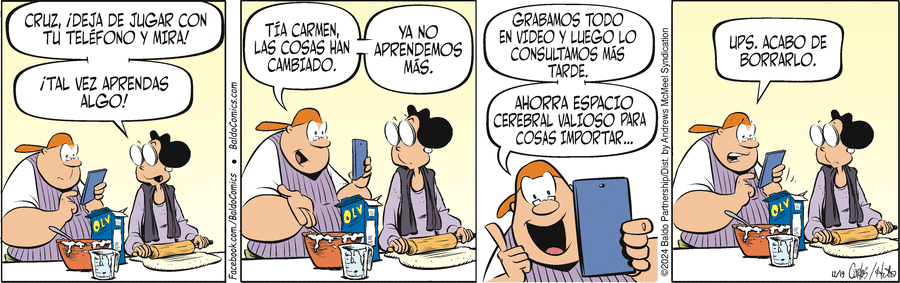 CRUZ, ¡DEJA DE JUGAR CON
TU TELÉFONO Y MIRA!
¡TAL VEZ APRENDAS
ALGO!
OLV
Facebook.com/BaldoComics • BaldoComics.com
TÍA CARMEN,
LAS COSAS HAN
CAMBIADO.
YA NO
APRENDEMOS
MÁS.
OLV
GRABAMOS TODO
EN VIDEO Y LUEGO LO
CONSULTAMOS MÁS
TARDE.
AHORRA ESPACIO
CEREBRAL VALIOSO PARA
COSAS IMPORTAR...
©2024 Baldo Partnership/Dist. by Andrews McMeel Syndication
UPS. ACABO DE
BORRARLO.
OLV
12/19